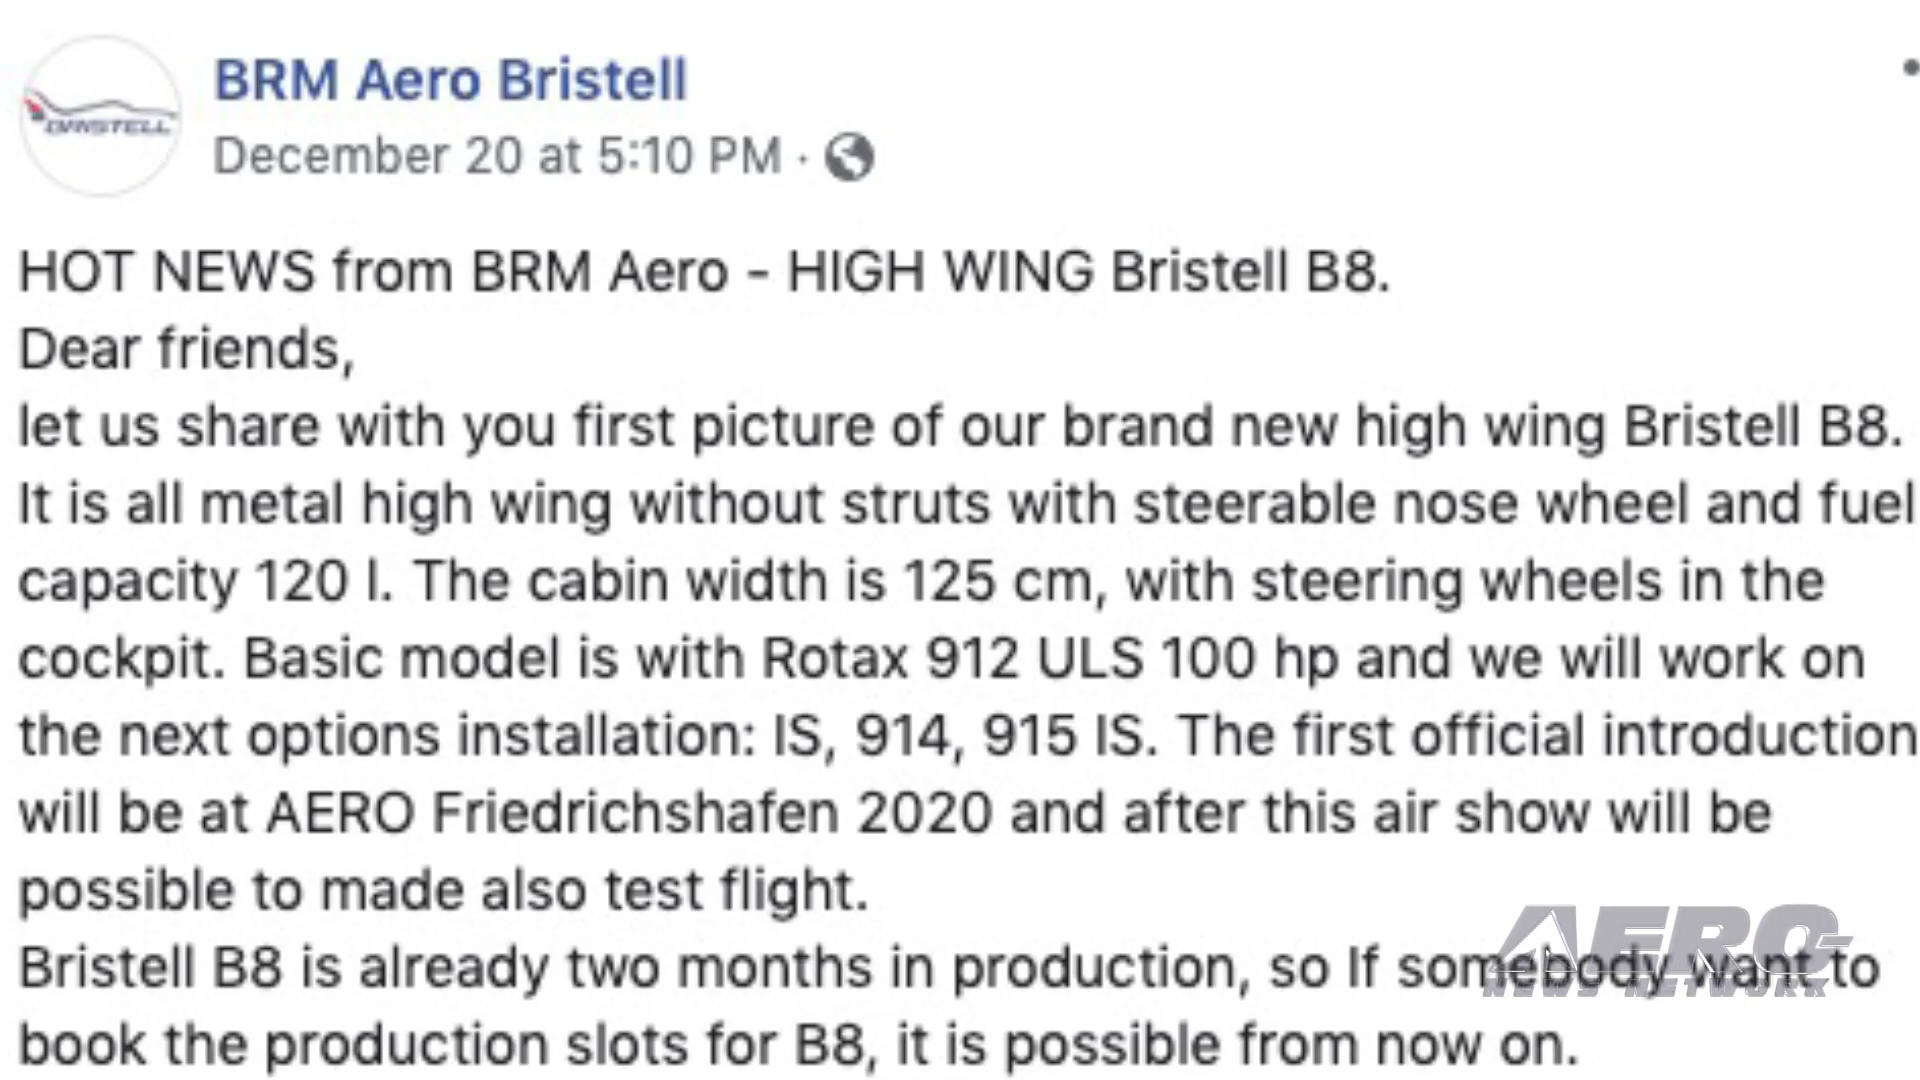 BRM Aero Bristell
December 20 at 5:10 PM ·
HOT NEWS from BRM Aero - HIGH WING Bristell B8.
Dear friends,
let us share with you first picture of our brand new high wing Bristell B8.
It is all metal high wing without struts with steerable nose wheel and fuel
capacity 120 l. The cabin width is 125 cm, with steering wheels in the
cockpit. Basic model is with Rotax 912 ULS 100 hp and we will work on
the next options installation: IS, 914, 915 IS. The first official introduction
will be at AERO Friedrichshafen 2020 and after this air show will be
possible to made also test flight.
Bristell B8 is already two months in production, so If somebody want to
book the production slots for B8, it is possible from now on.
AERO-
NEWS NETWORK